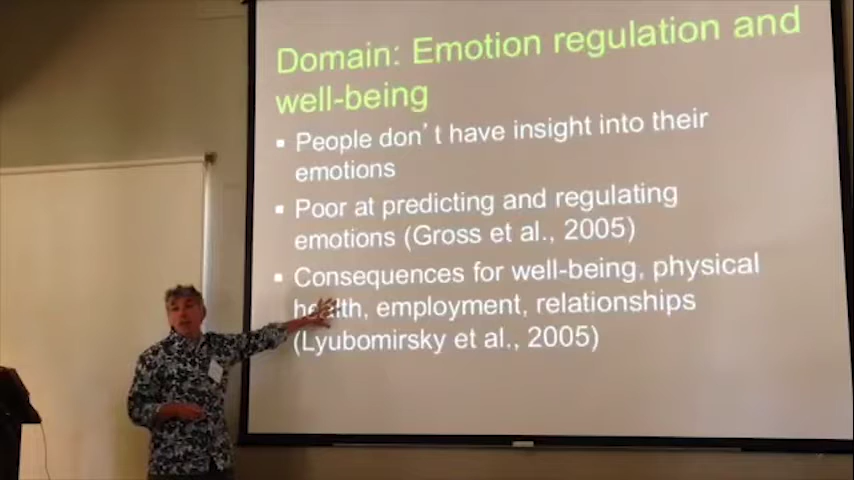 Domain: Emotion regulation and
well-being
▪ People don't have insight into their
emotions
▪ Poor at predicting and regulating
emotions (Gross et al., 2005)
▪ Consequences for well-being, physical
health, employment, relationships
(Lyubomirsky et al., 2005)